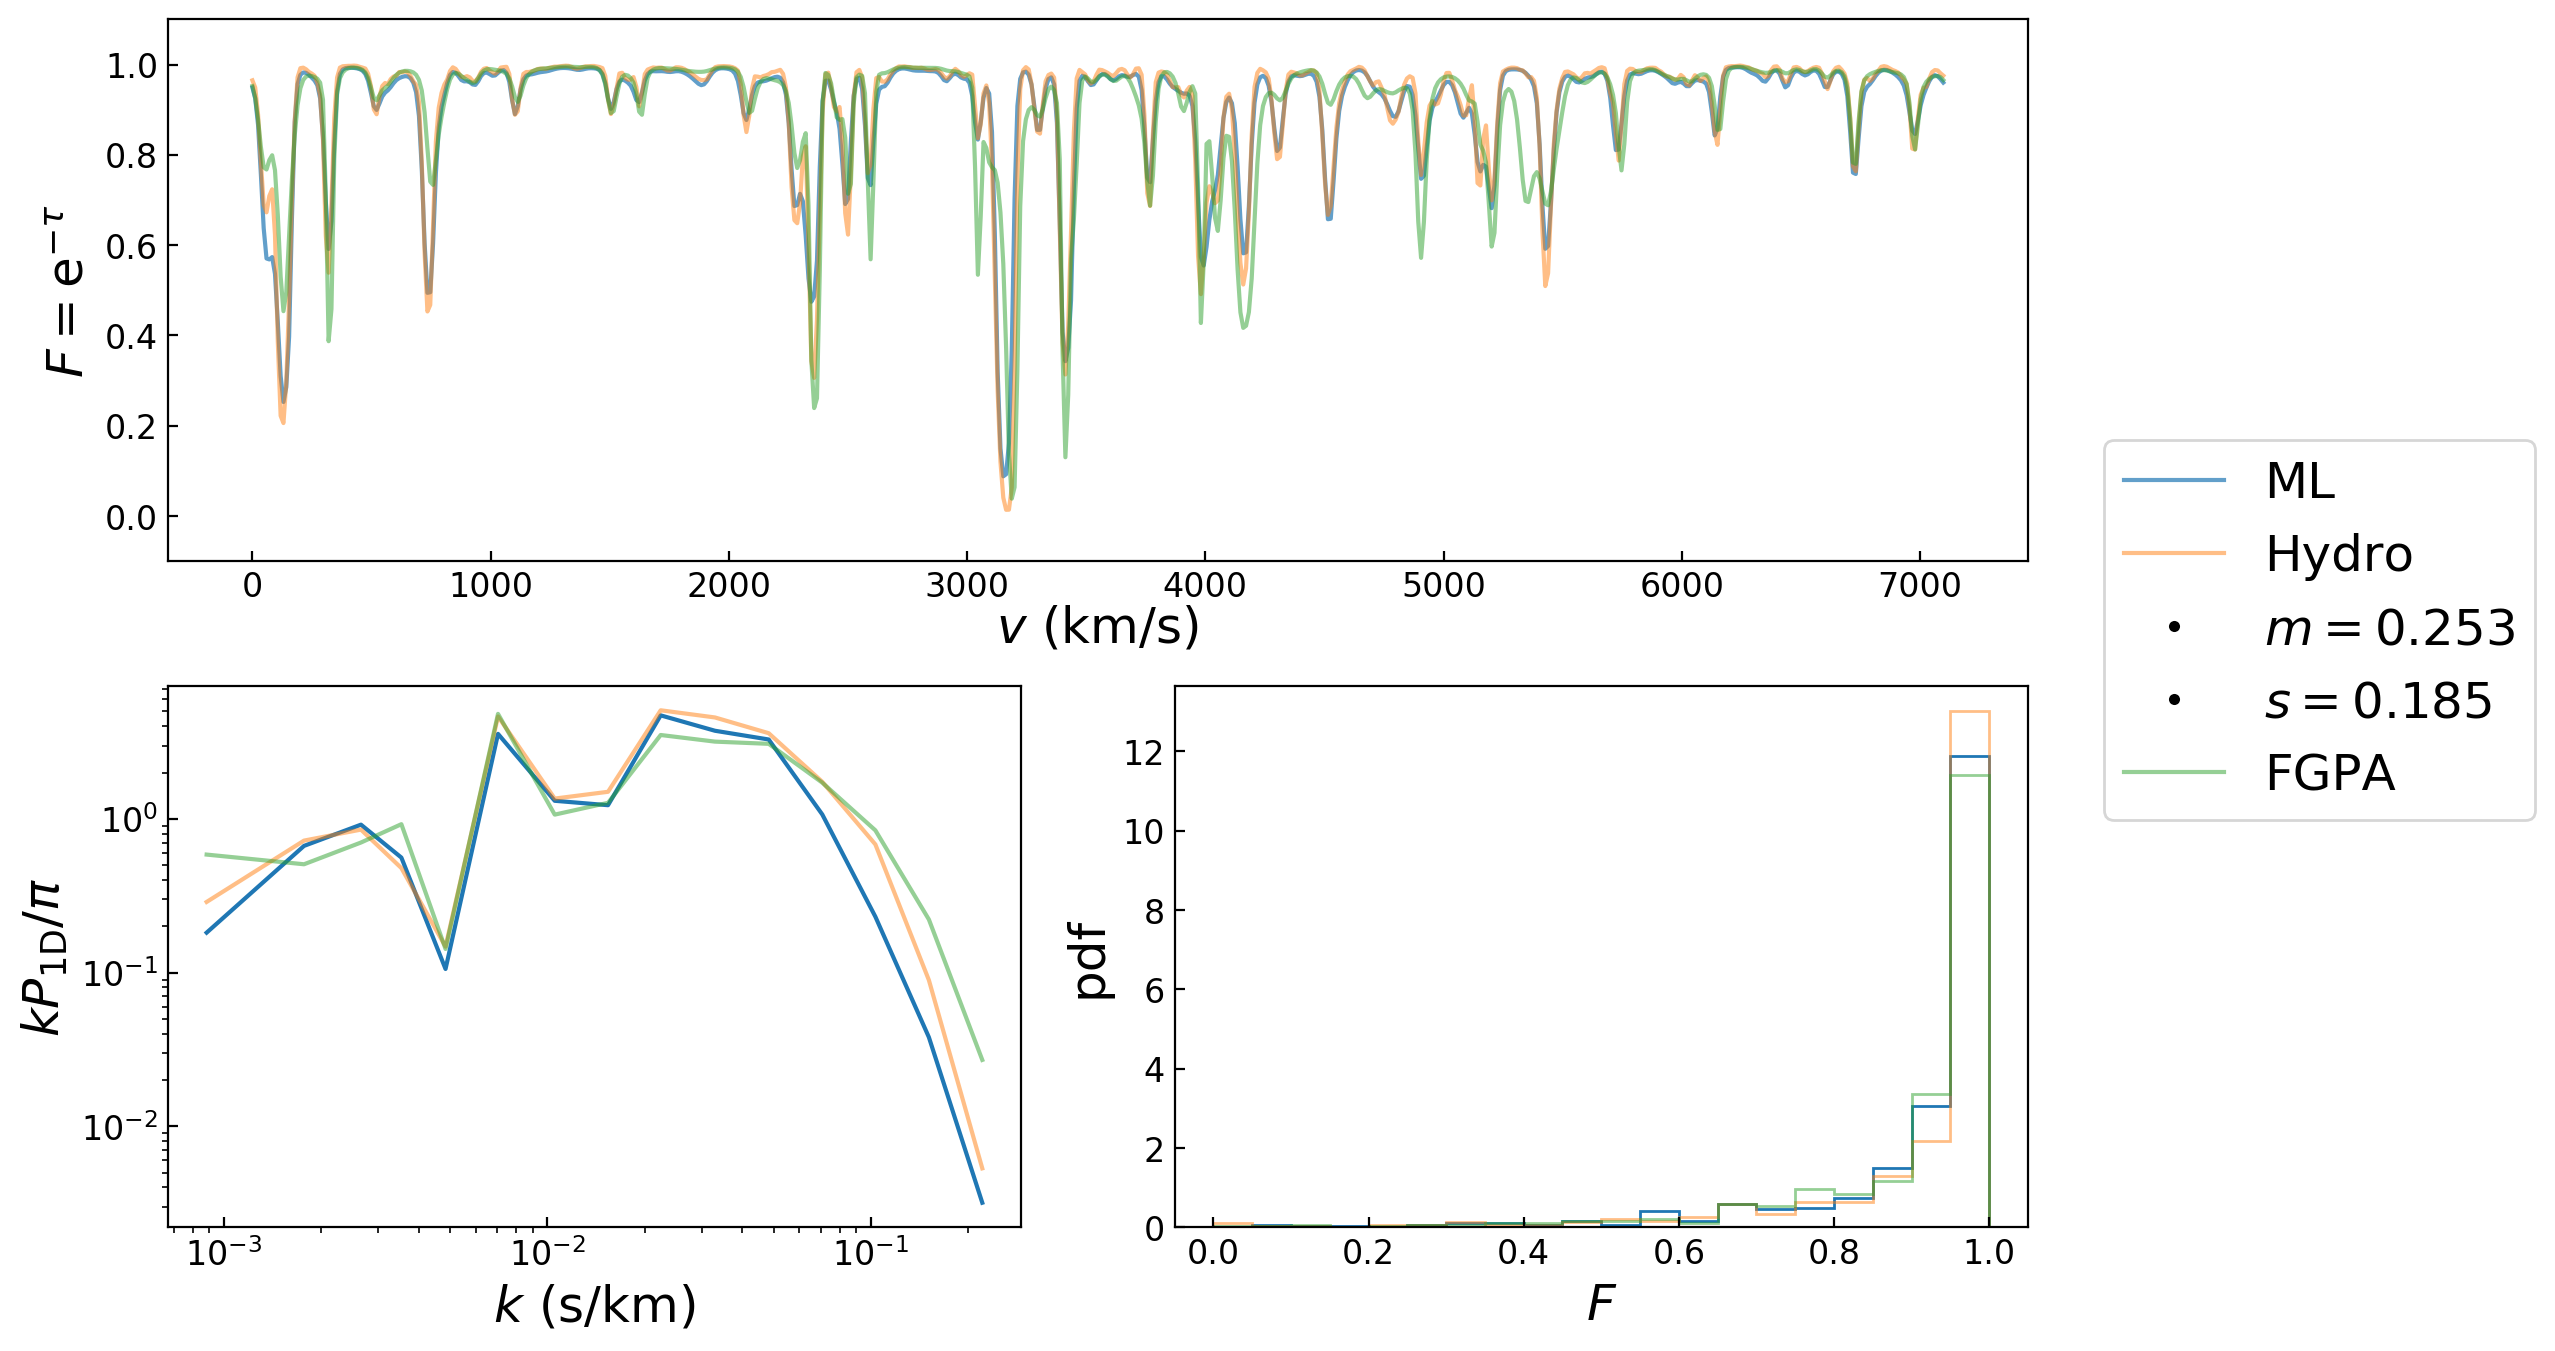 1.0
0.8
0.6
0.4
0.2
0.0
F = e^{−τ}
0 1000 2000 3000 4000 5000 6000 7000
v (km/s)
ML
Hydro
m = 0.253
s = 0.185
FGPA
10^0
10^{−1}
10^{−2}
kP_{1D}/π
10^{−3} 10^{−2} 10^{−1}
k (s/km)
12
10
8
6
4
2
0
pdf
0.0 0.2 0.4 0.6 0.8 1.0
F